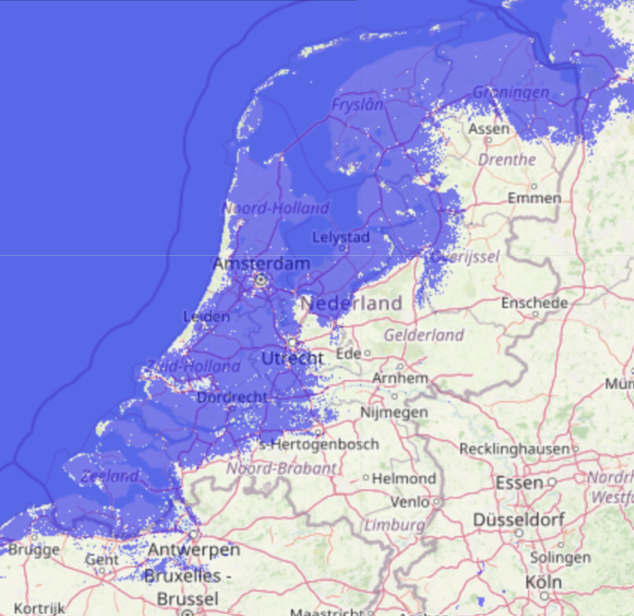 Groningen
Fryslân
Assen
Drenthe
Emmen
Noord-Holland
Lelystad
Overijssel
Amsterdam
Nederland
Enschede
Leiden
Gelderland
Utrecht
Ede
Zuid-Holland
Arnhem
Mün
Dordrecht
Nijmegen
's-Hertogenbosch
Recklinghausen
Noord-Brabant
Zeeland
Helmond
Essen
Nordrh
Westfa
Venlo
Limburg
Düsseldorf
Brugge
Antwerpen
Gent
Solingen
Bruxelles -
Brussel
Köln
Kortrijk
Maastricht